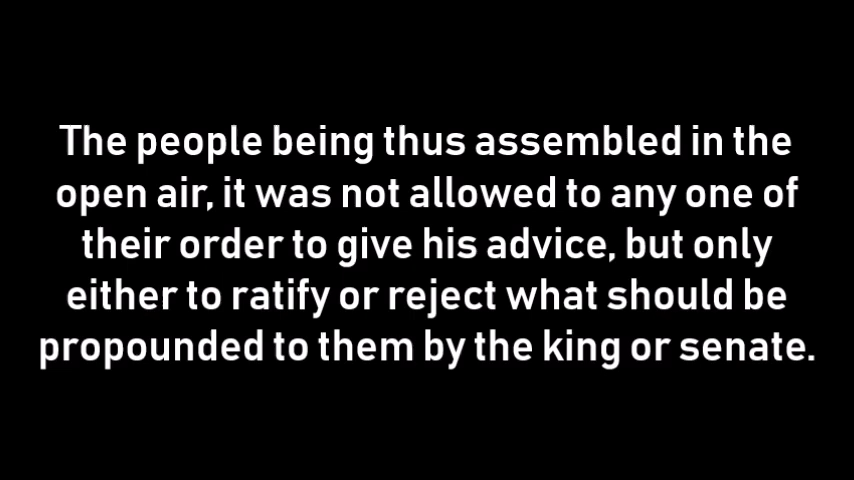 The people being thus assembled in the
open air, it was not allowed to any one of
their order to give his advice, but only
either to ratify or reject what should be
propounded to them by the king or senate.